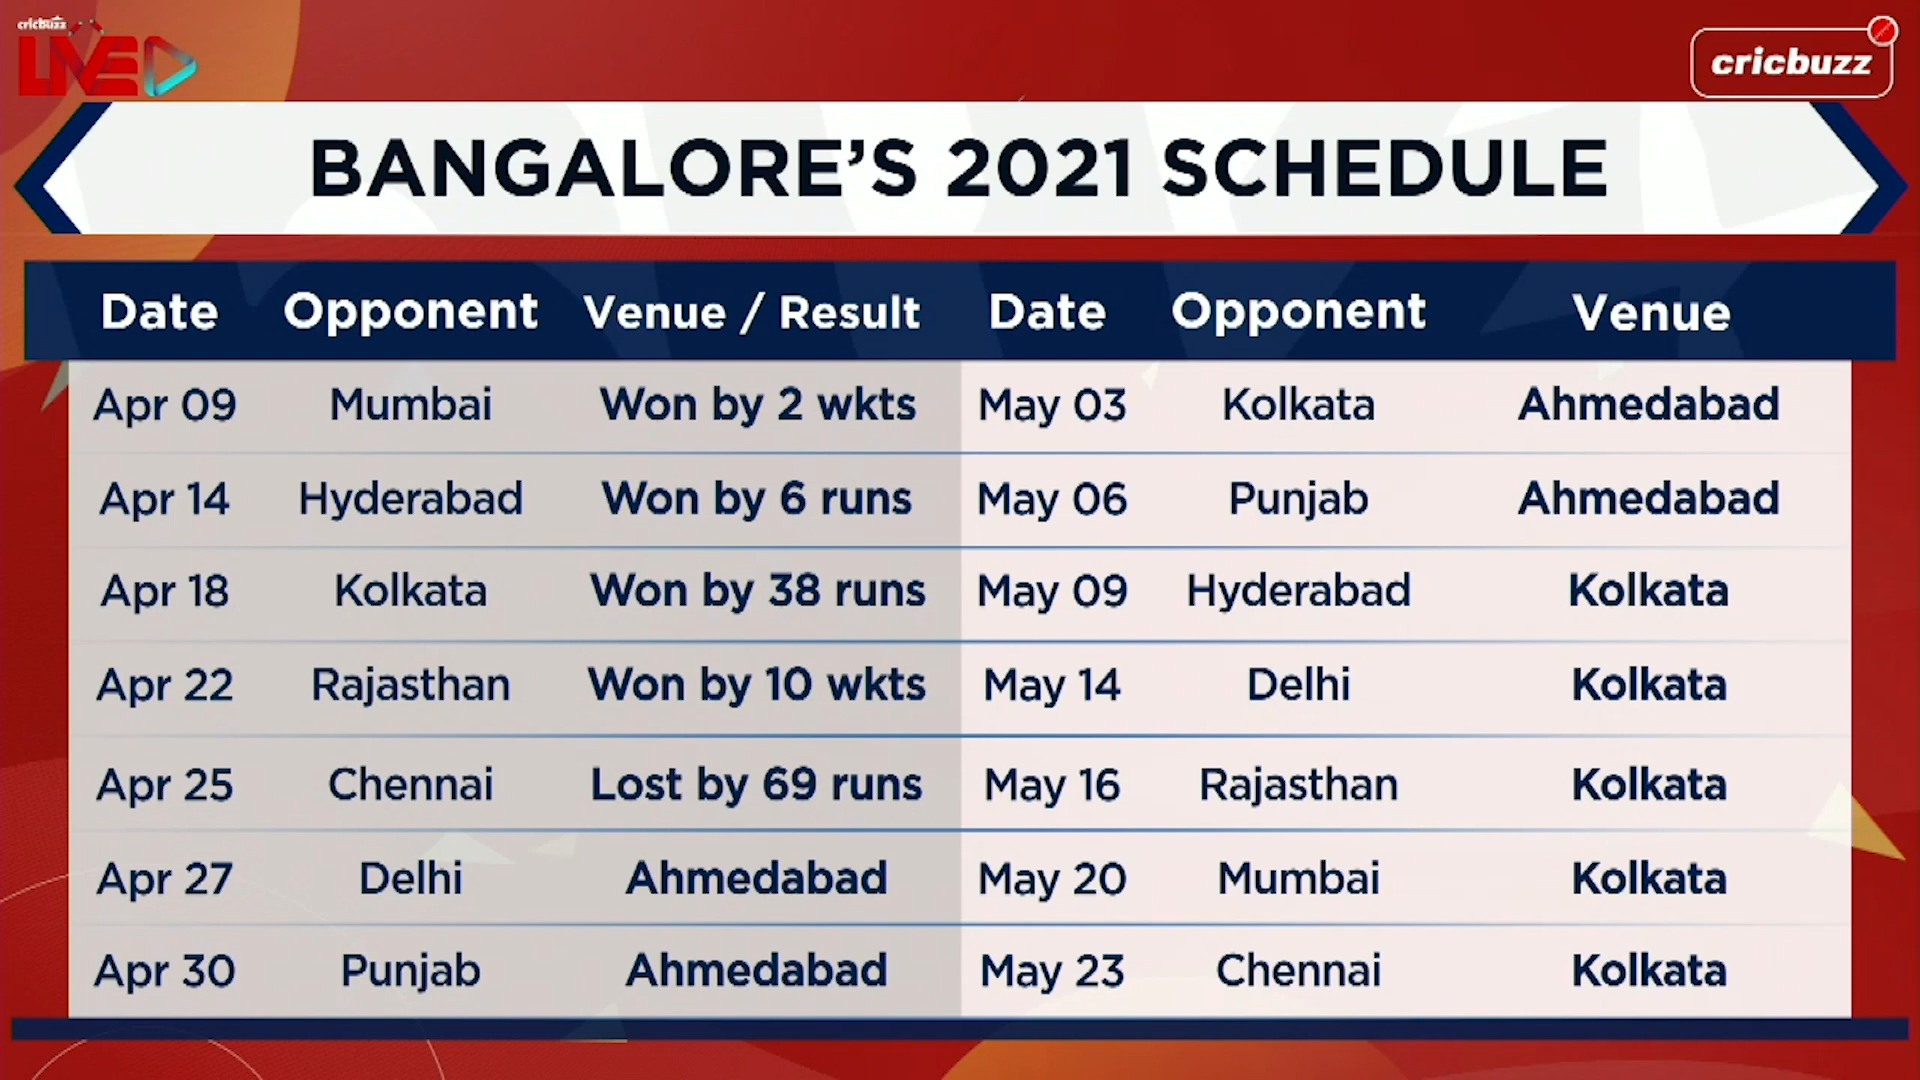 cricbuzz
LIVE
cricbuzz
BANGALORE'S 2021 SCHEDULE
Date Opponent Venue / Result Date Opponent Venue
Apr 09 Mumbai Won by 2 wkts May 03 Kolkata Ahmedabad
Apr 14 Hyderabad Won by 6 runs May 06 Punjab Ahmedabad
Apr 18 Kolkata Won by 38 runs May 09 Hyderabad Kolkata
Apr 22 Rajasthan Won by 10 wkts May 14 Delhi Kolkata
Apr 25 Chennai Lost by 69 runs May 16 Rajasthan Kolkata
Apr 27 Delhi Ahmedabad May 20 Mumbai Kolkata
Apr 30 Punjab Ahmedabad May 23 Chennai Kolkata